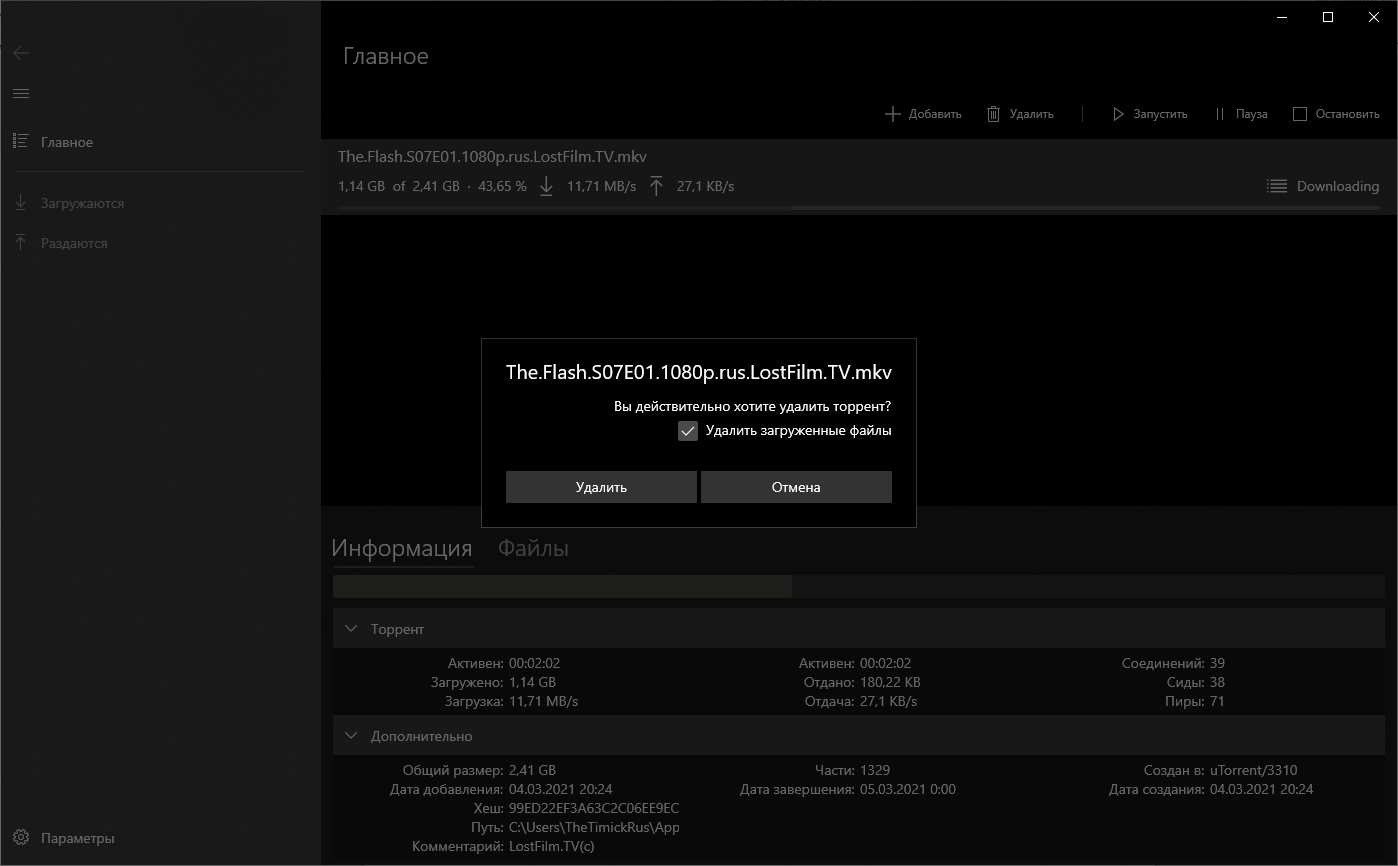 Главное
Главное
Загружаются
Раздаются
Параметры
Добавить Удалить Запустить Пауза Остановить
The.Flash.S07E01.1080p.rus.LostFilm.TV.mkv
1,14 GB of 2,41 GB · 43,65 % 11,71 MB/s 27,1 KB/s Downloading
The.Flash.S07E01.1080p.rus.LostFilm.TV.mkv
Вы действительно хотите удалить торрент?
Удалить загруженные файлы
Удалить Отмена
Информация Файлы
Торрент
Активен: 00:02:02 Активен: 00:02:02 Соединений: 39
Загружено: 1,14 GB Отдано: 180,22 KB Сиды: 38
Загрузка: 11,71 MB/s Отдача: 27,1 KB/s Пиры: 71
Дополнительно
Общий размер: 2,41 GB Части: 1329 Создан в: uTorrent/3310
Дата добавления: 04.03.2021 20:24 Дата завершения: 05.03.2021 0:00 Дата создания: 04.03.2021 20:24
Хеш: 99ED22EF3A63C2C06EE9EC
Путь: C:\Users\TheTimickRus\App
Комментарий: LostFilm.TV(c)